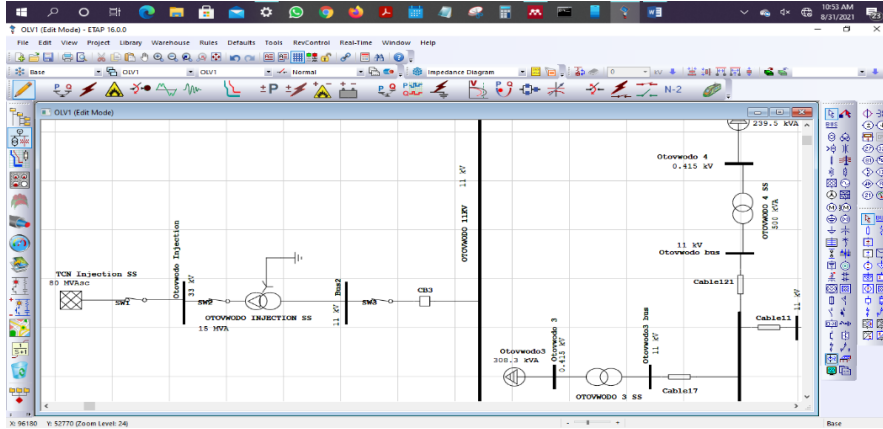 10:53 AM
8/31/2021
OLV1 (Edit Mode) - ETAP 16.0.0
File Edit View Project Warehouse Rules Defaults Tools RevControl Real-Time Window Help
Base OLV1 OLV1 Normal Impedance Diagram 0 kV
N-2
OLV1 (Edit Mode)
239.5 kVA
Otovwodo 4
0.415 kV
OTOVWODO 4 SS
500 KVA
11 kV
OTOVWODO 11KV
11 kV
Otovwodo bus
Cable121
Otovwodo Injection
33 kV
TCN Injection SS
80 MVAsc
SW1
SW2
OTOVWODO INJECTION SS
15 MVA
Bus2
11 kV
SW3
CB3
Cable11
11 kV
Otovwodo3
308.3 kVA
Otovwodo 3
0.415 kV
OTOVWODO 3 SS
Otovwodo3 bus
11 kV
Cable17
X: 96180 Y: 52770 (Zoom Level: 24)
Base